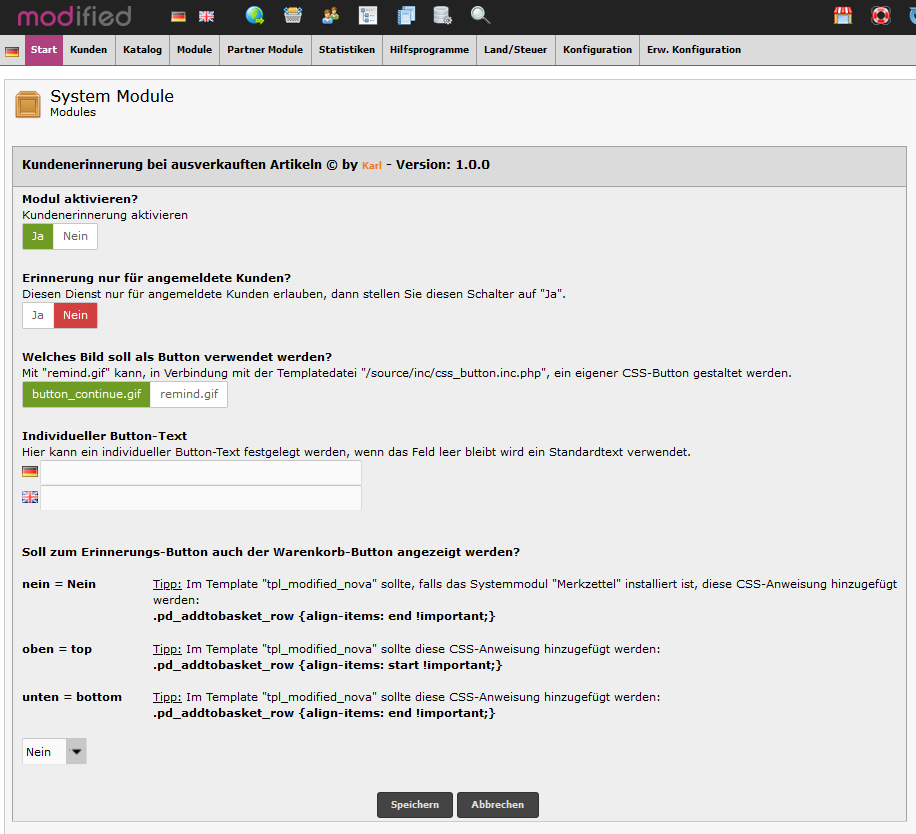 modified
Start Kunden Katalog Module Partner Module Statistiken Hilfsprogramme Land/Steuer Konfiguration Erw. Konfiguration
System Module
Modules
Kundenerinnerung bei ausverkauften Artikeln © by Karl - Version: 1.0.0
Modul aktivieren?
Kundenerinnerung aktivieren
Ja Nein
Erinnerung nur für angemeldete Kunden?
Diesen Dienst nur für angemeldete Kunden erlauben, dann stellen Sie diesen Schalter auf "Ja".
Ja Nein
Welches Bild soll als Button verwendet werden?
Mit "remind.gif" kann, in Verbindung mit der Templatedatei "/source/inc/css_button.inc.php", ein eigener CSS-Button gestaltet werden.
button_continue.gif remind.gif
Individueller Button-Text
Hier kann ein individueller Button-Text festgelegt werden, wenn das Feld leer bleibt wird ein Standardtext verwendet.
Soll zum Erinnerungs-Button auch der Warenkorb-Button angezeigt werden?
nein = Nein Tipp: Im Template "tpl_modified_nova" sollte, falls das Systemmodul "Merkzettel" installiert ist, diese CSS-Anweisung hinzugefügt
werden:
.pd_addtobasket_row {align-items: end !important;}
oben = top Tipp: Im Template "tpl_modified_nova" sollte diese CSS-Anweisung hinzugefügt werden:
.pd_addtobasket_row {align-items: start !important;}
unten = bottom Tipp: Im Template "tpl_modified_nova" sollte diese CSS-Anweisung hinzugefügt werden:
.pd_addtobasket_row {align-items: end !important;}
Nein
Speichern Abbrechen